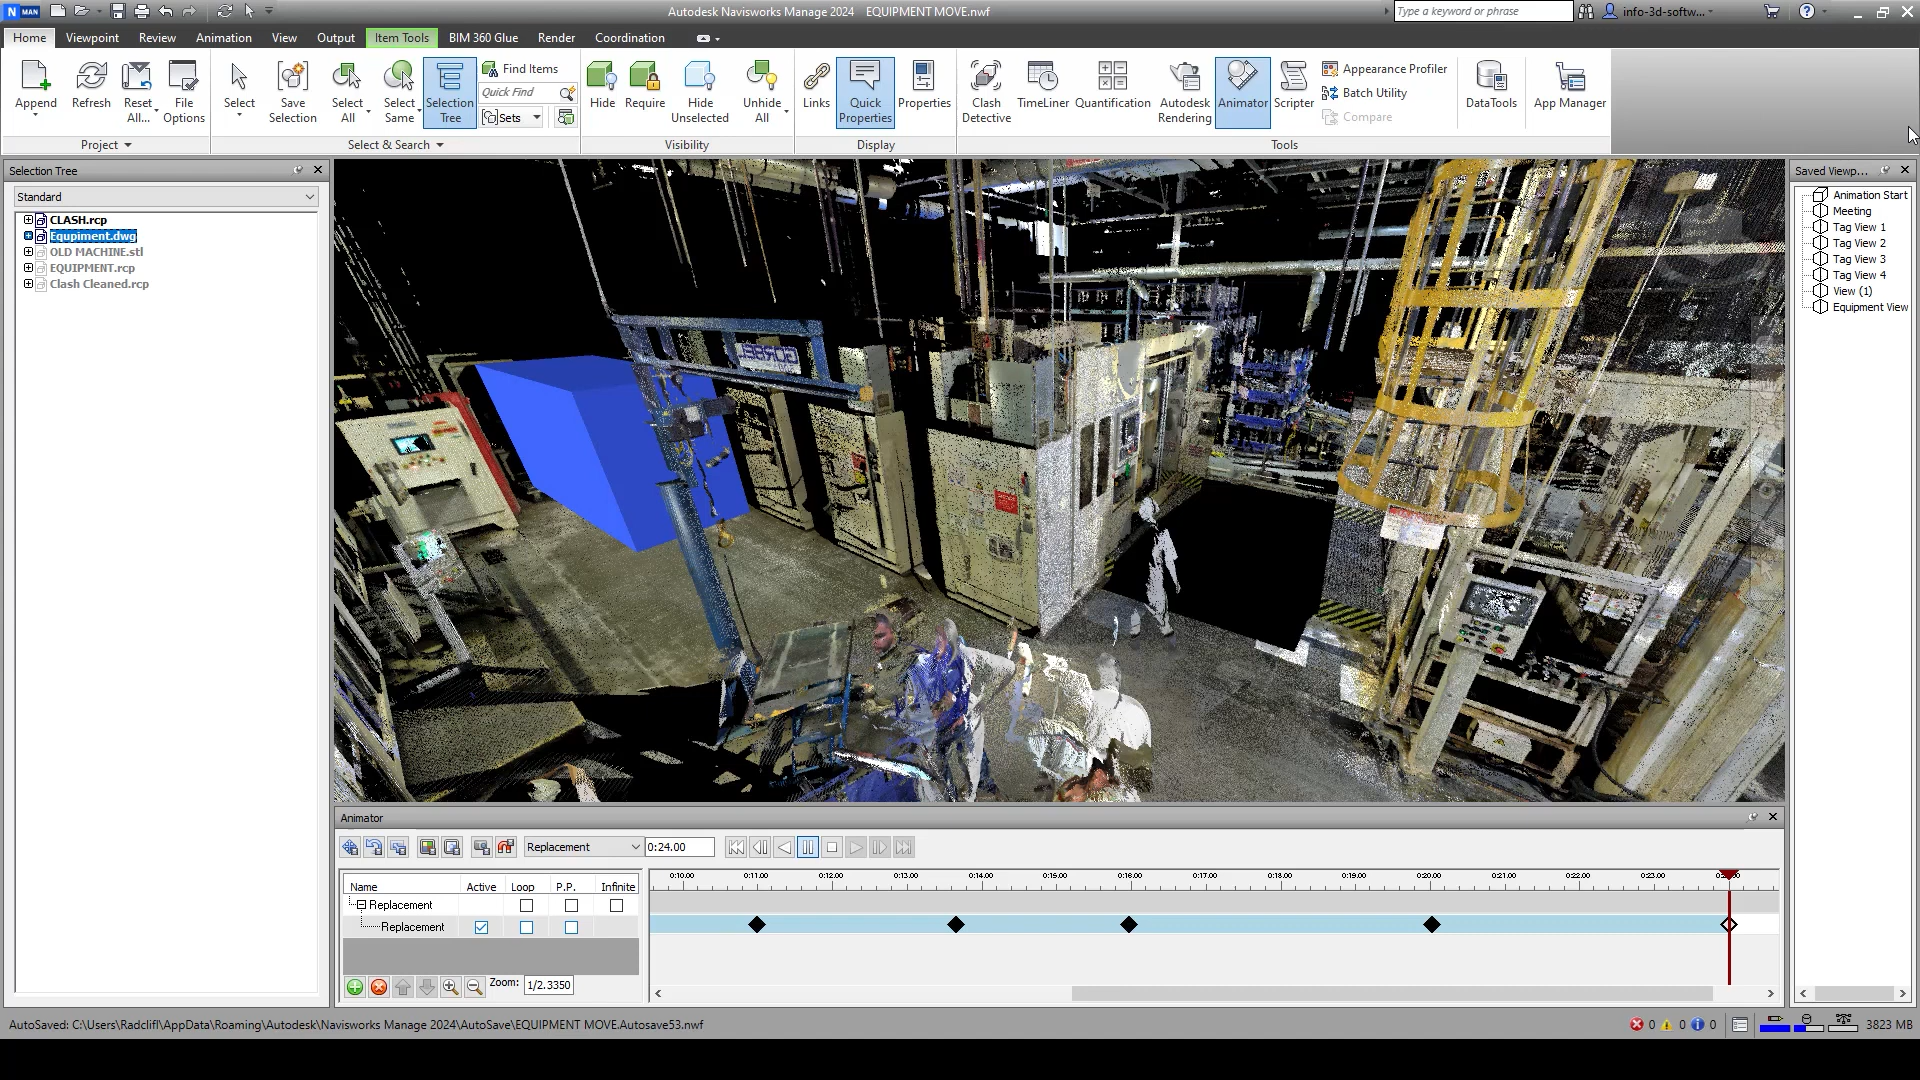 N MAN
Autodesk Navisworks Manage 2024 EQUIPMENT MOVE.nwf
Type a keyword or phrase
info-3d-softw...
?
Home Viewpoint Review Animation View Output Item Tools BIM 360 Glue Render Coordination
Append
Refresh
Reset All...
File Options
Select
Save Selection
Select All
Select Same
Selection Tree
Find Items
Quick Find
Sets
Hide
Require
Hide Unselected
Unhide All
Links
Quick Properties
Properties
Clash Detective
TimeLiner
Quantification
Autodesk Rendering
Animator
Scripter
Appearance Profiler
Batch Utility
Compare
DataTools
App Manager
Project
Select & Search
Visibility
Display
Tools
Selection Tree
Standard
CLASH.rcp
Equpiment.dwg
OLD MACHINE.stl
EQUIPMENT.rcp
Clash Cleaned.rcp
Saved Viewp...
Animation Start
Meeting
Tag View 1
Tag View 2
Tag View 3
Tag View 4
View (1)
Equipment View
Animator
Replacement 0:24.00
Name Active Loop P.P. Infinite
Replacement
Replacement
0:10.00 0:11.00 0:12.00 0:13.00 0:14.00 0:15.00 0:16.00 0:17.00 0:18.00 0:19.00 0:20.00 0:21.00 0:22.00 0:23.00
Zoom: 1/2.3350
AutoSaved: C:\Users\Radclifl\AppData\Roaming\Autodesk\Navisworks Manage 2024\AutoSave\EQUIPMENT MOVE.Autosave53.nwf
0 0 0 3823 MB